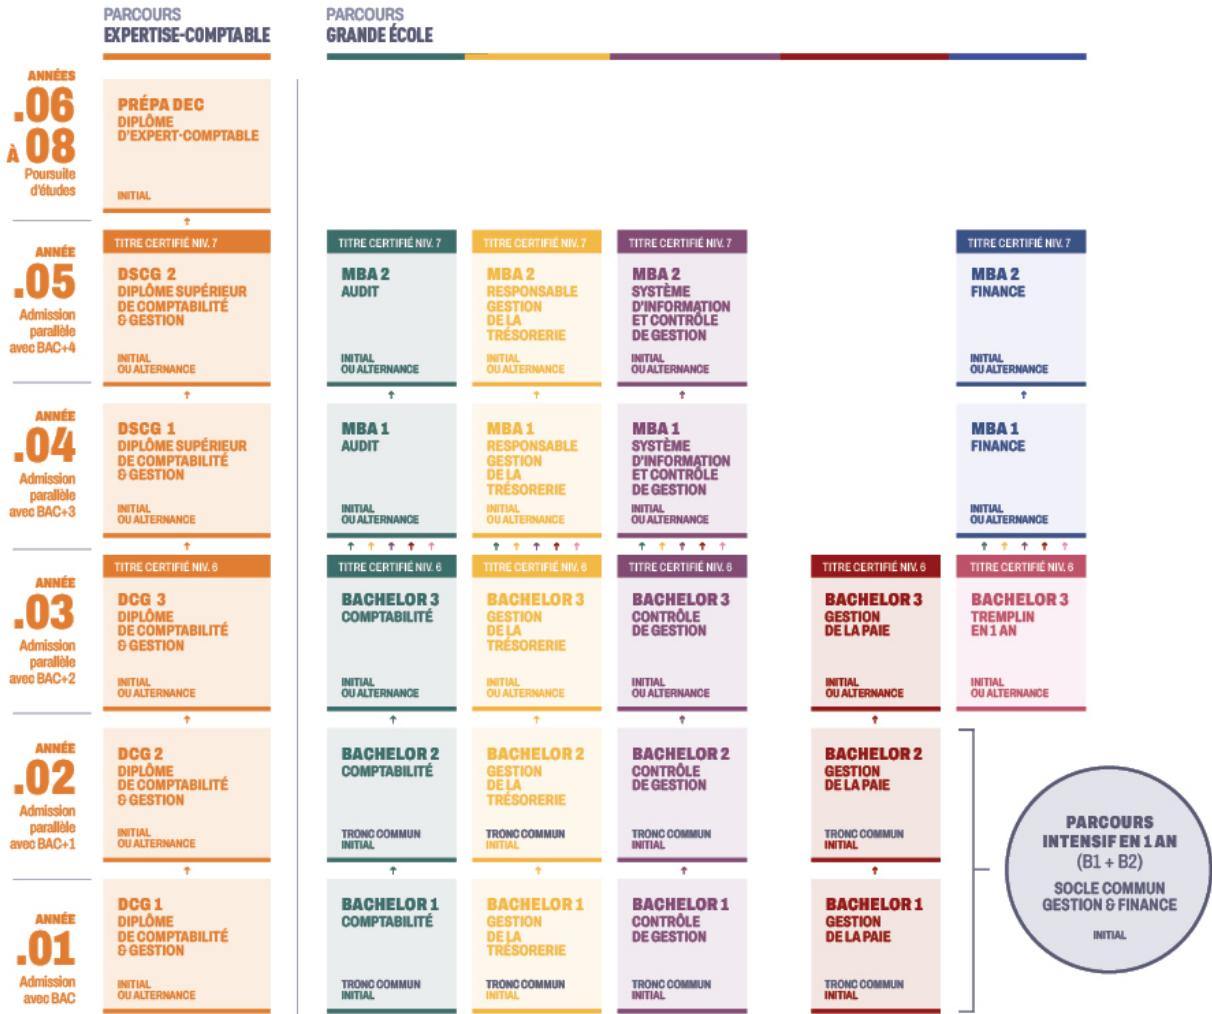 PARCOURS
EXPERTISE-COMPTABLE
PARCOURS
GRANDE ÉCOLE
ANNÉES
.06
À 08
Poursuite
d'études
PRÉPA DEC
DIPLÔME
D'EXPERT-COMPTABLE
INITIAL
ANNÉE
.05
Admission
parallèle
avec BAC+4
TITRE CERTIFIÉ NIV. 7
DSCG 2
DIPLÔME SUPÉRIEUR
DE COMPTABILITÉ
& GESTION
INITIAL
OU ALTERNANCE
TITRE CERTIFIÉ NIV. 7
MBA 2
AUDIT
INITIAL
OU ALTERNANCE
TITRE CERTIFIÉ NIV. 7
MBA 2
RESPONSABLE
GESTION
DE LA
TRÉSORERIE
INITIAL
OU ALTERNANCE
TITRE CERTIFIÉ NIV. 7
MBA 2
SYSTÈME
D'INFORMATION
ET CONTRÔLE
DE GESTION
INITIAL
OU ALTERNANCE
TITRE CERTIFIÉ NIV. 7
MBA 2
FINANCE
INITIAL
OU ALTERNANCE
ANNÉE
.04
Admission
parallèle
avec BAC+3
DSCG 1
DIPLÔME SUPÉRIEUR
DE COMPTABILITÉ
& GESTION
INITIAL
OU ALTERNANCE
MBA 1
AUDIT
INITIAL
OU ALTERNANCE
MBA 1
RESPONSABLE
GESTION
DE LA
TRÉSORERIE
INITIAL
OU ALTERNANCE
MBA 1
SYSTÈME
D'INFORMATION
ET CONTRÔLE
DE GESTION
INITIAL
OU ALTERNANCE
MBA 1
FINANCE
INITIAL
OU ALTERNANCE
ANNÉE
.03
Admission
parallèle
avec BAC+2
TITRE CERTIFIÉ NIV. 6
DCG 3
DIPLÔME
DE COMPTABILITÉ
& GESTION
INITIAL
OU ALTERNANCE
TITRE CERTIFIÉ NIV. 6
BACHELOR 3
COMPTABILITÉ
INITIAL
OU ALTERNANCE
TITRE CERTIFIÉ NIV. 6
BACHELOR 3
GESTION
DE LA
TRÉSORERIE
INITIAL
OU ALTERNANCE
TITRE CERTIFIÉ NIV. 6
BACHELOR 3
CONTRÔLE
DE GESTION
INITIAL
OU ALTERNANCE
TITRE CERTIFIÉ NIV. 6
BACHELOR 3
GESTION
DE LA PAIE
INITIAL
OU ALTERNANCE
TITRE CERTIFIÉ NIV. 6
BACHELOR 3
TREMPLIN
EN 1 AN
INITIAL
OU ALTERNANCE
ANNÉE
.02
Admission
parallèle
avec BAC+1
DCG 2
DIPLÔME
DE COMPTABILITÉ
& GESTION
INITIAL
OU ALTERNANCE
BACHELOR 2
COMPTABILITÉ
TRONC COMMUN
INITIAL
BACHELOR 2
GESTION
DE LA
TRÉSORERIE
TRONC COMMUN
INITIAL
BACHELOR 2
CONTRÔLE
DE GESTION
TRONC COMMUN
INITIAL
BACHELOR 2
GESTION
DE LA PAIE
TRONC COMMUN
INITIAL
ANNÉE
.01
Admission
avec BAC
DCG 1
DIPLÔME
DE COMPTABILITÉ
& GESTION
INITIAL
OU ALTERNANCE
BACHELOR 1
COMPTABILITÉ
TRONC COMMUN
INITIAL
BACHELOR 1
GESTION
DE LA
TRÉSORERIE
TRONC COMMUN
INITIAL
BACHELOR 1
CONTRÔLE
DE GESTION
TRONC COMMUN
INITIAL
BACHELOR 1
GESTION
DE LA PAIE
TRONC COMMUN
INITIAL
PARCOURS
INTENSIF EN 1 AN
(B1 + B2)
SOCLE COMMUN
GESTION & FINANCE
INITIAL